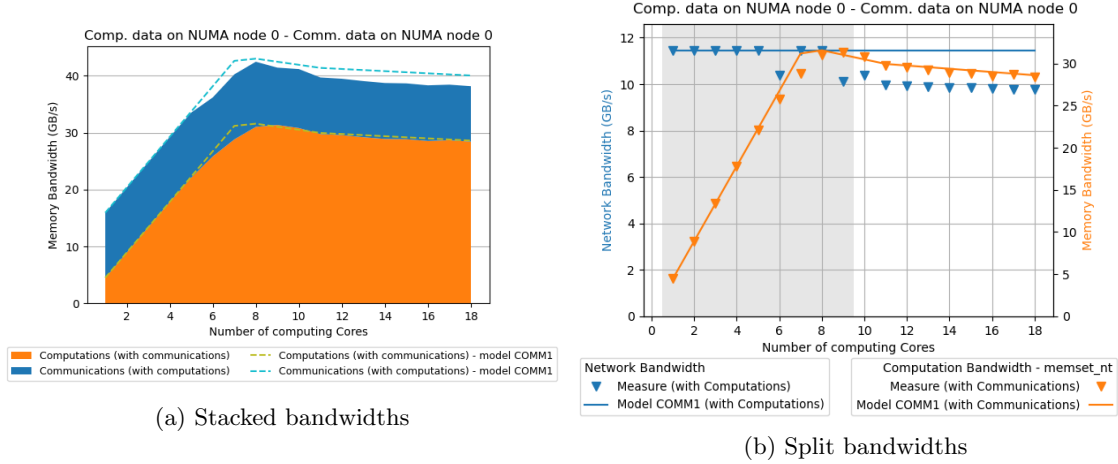 Comp. data on NUMA node 0 - Comm. data on NUMA node 0
Memory Bandwidth (GB/s)
40
30
20
10
0
2 4 6 8 10 12 14 16 18
Number of computing Cores
Computations (with communications)
Communications (with computations)
Computations (with communications) - model COMM1
Communications (with computations) - model COMM1
(a) Stacked bandwidths
Comp. data on NUMA node 0 - Comm. data on NUMA node 0
Network Bandwidth (GB/s)
12
10
8
6
4
2
0
30
25
20
15
10
5
0
Memory Bandwidth (GB/s)
0 2 4 6 8 10 12 14 16 18
Number of computing Cores
Network Bandwidth
Measure (with Computations)
Model COMM1 (with Computations)
Computation Bandwidth - memset_nt
Measure (with Communications)
Model COMM1 (with Communications)
(b) Split bandwidths